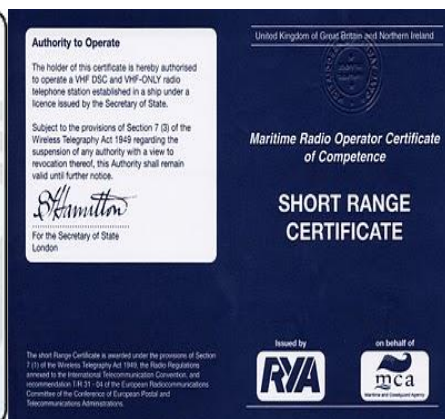 Authority to Operate
The holder of this certificate is hereby authorised
to operate a VHF DSC and VHF-ONLY radio
telephone station established in a ship under a
licence issued by the Secretary of State.
Subject to the provisions of Section 7 (3) of the
Wireless Telegraphy Act 1949 regarding the
suspension of any authority with a view to
revocation thereof, this Authority shall remain
valid until further notice.
SHamilton
For the Secretary of State
London
The short Range Certificate is awarded under the provisions of Section
7 (1) of the Wireless Telegraphy Act 1949, the Radio Regulations
annexed to the International Telecommunication Convention, and
recommendation T/R 31 - 04 of the European Radiocommunications
Committee of the Conference of European Postal and
Telecommunications Administrations.
United Kingdom of Great Britain and Northern Ireland
Maritime Radio Operator Certificate
of Competence
SHORT RANGE
CERTIFICATE
Issued by
RYA
on behalf of
mca
Maritime and Coastguard Agency